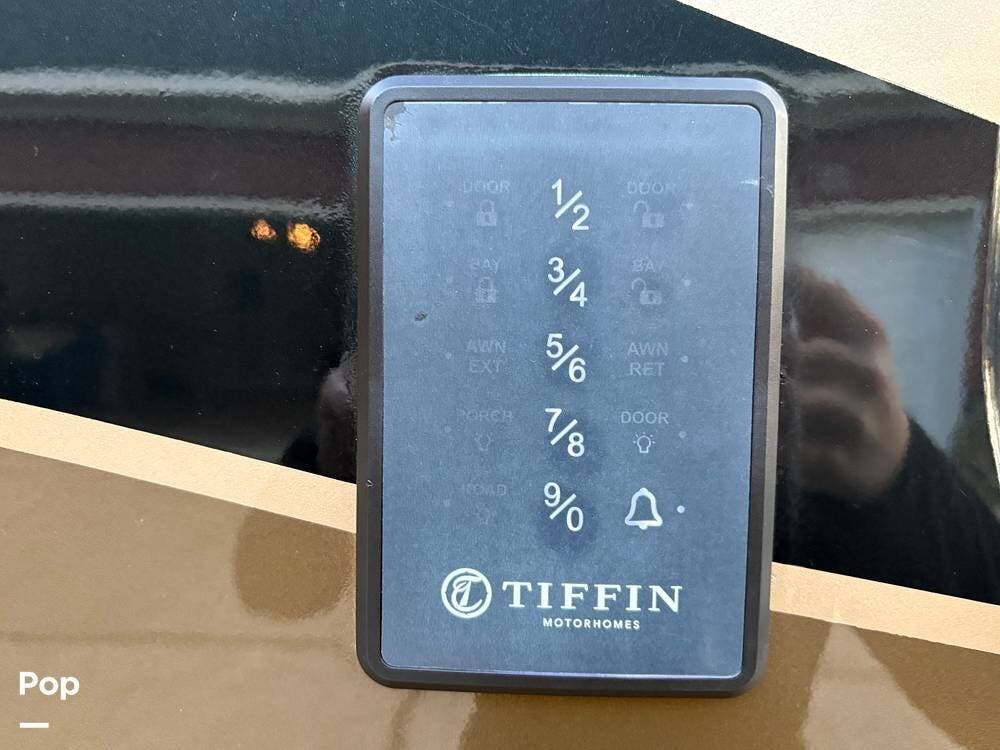 DOOR 1/2 DOOR
BAY 3/4 BAY
AWN 5/6 AWN
EXT RET
PORCH 7/8 DOOR
ROAD 9/0
TIFFIN
MOTORHOMES
Pop